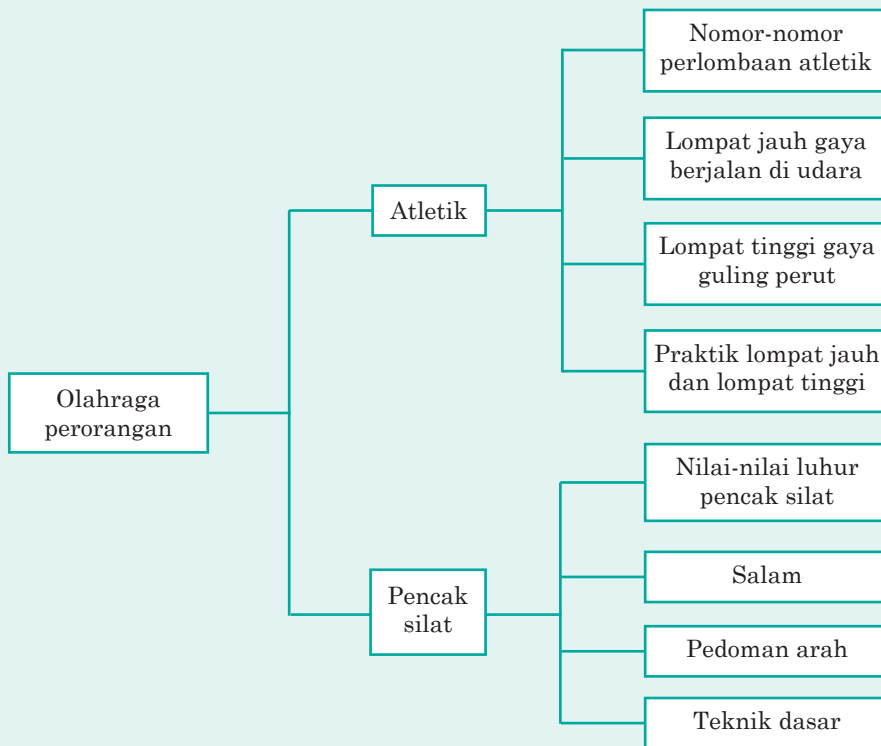 Olahraga
perorangan
Atletik
Nomor-nomor
perlombaan atletik
Lompat jauh gaya
berjalan di udara
Lompat tinggi gaya
guling perut
Praktik lompat jauh
dan lompat tinggi
Pencak
silat
Nilai-nilai luhur
pencak silat
Salam
Pedoman arah
Teknik dasar